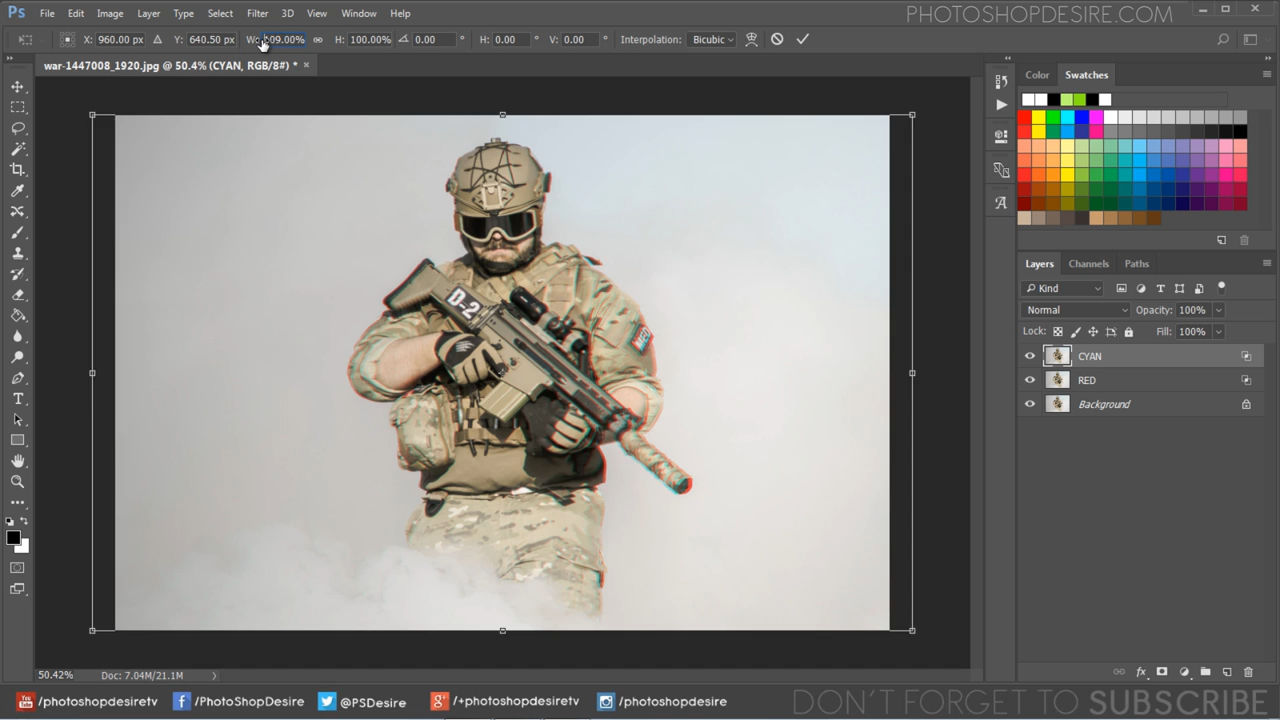 Ps File Edit Image Layer Type Select Filter 3D View Window Help
PHOTOSHOPDESIRE.COM
X: 960.00 px Y: 640.50 px W: 109.00% H: 100.00% 0.00 ° H: 0.00 ° V: 0.00 ° Interpolation: Bicubic
war-1447008_1920.jpg @ 50.4% (CYAN, RGB/8#) * ×
Color Swatches
D-2
MED
Layers Channels Paths
Kind
Normal Opacity: 100%
Lock: Fill: 100%
CYAN
RED
Background
50.42% Doc: 7.04M/21.1M
/photoshopdesiretv /PhotoShopDesire @PSDesire /+photoshopdesiretv /photoshopdesire
DON'T FORGET TO SUBSCRIBE